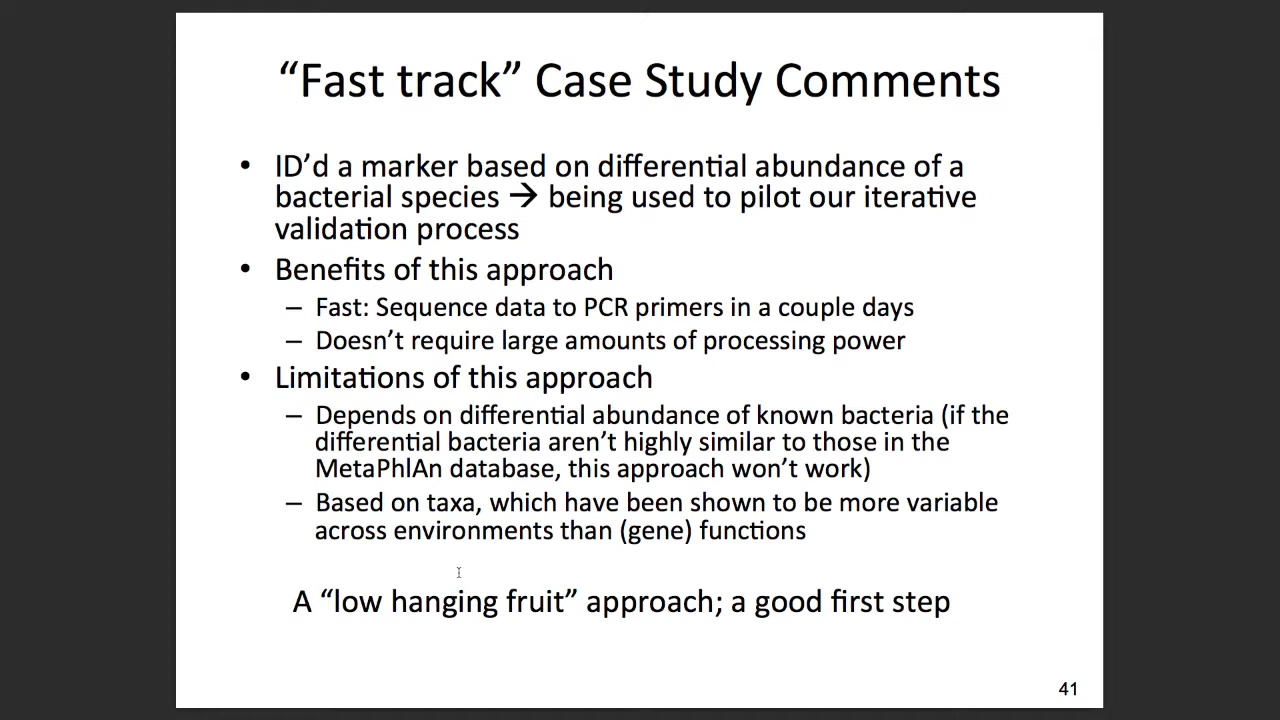 “Fast track” Case Study Comments
• ID’d a marker based on differential abundance of a
bacterial species → being used to pilot our iterative
validation process
• Benefits of this approach
– Fast: Sequence data to PCR primers in a couple days
– Doesn’t require large amounts of processing power
• Limitations of this approach
– Depends on differential abundance of known bacteria (if the
differential bacteria aren’t highly similar to those in the
MetaPhlAn database, this approach won’t work)
– Based on taxa, which have been shown to be more variable
across environments than (gene) functions
A “low hanging fruit” approach; a good first step
41